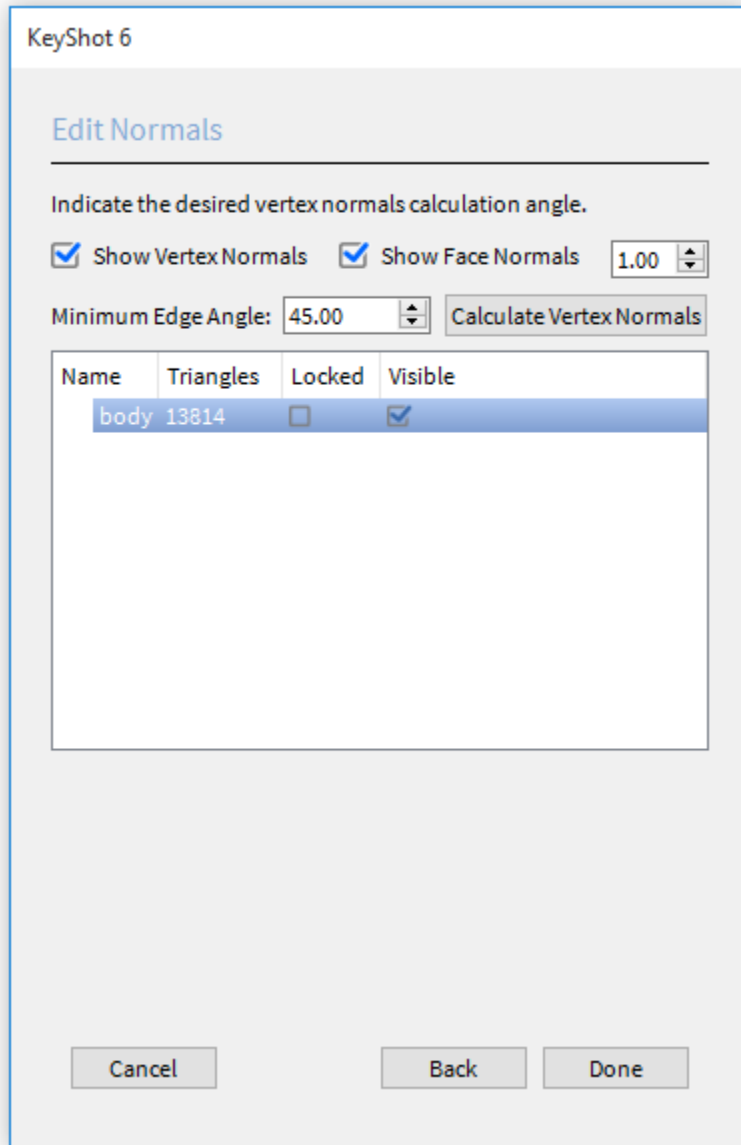 KeyShot 6
Edit Normals
Indicate the desired vertex normals calculation angle.
Show Vertex Normals Show Face Normals 1.00
Minimum Edge Angle: 45.00 Calculate Vertex Normals
Name Triangles Locked Visible
body 13814
Cancel Back Done